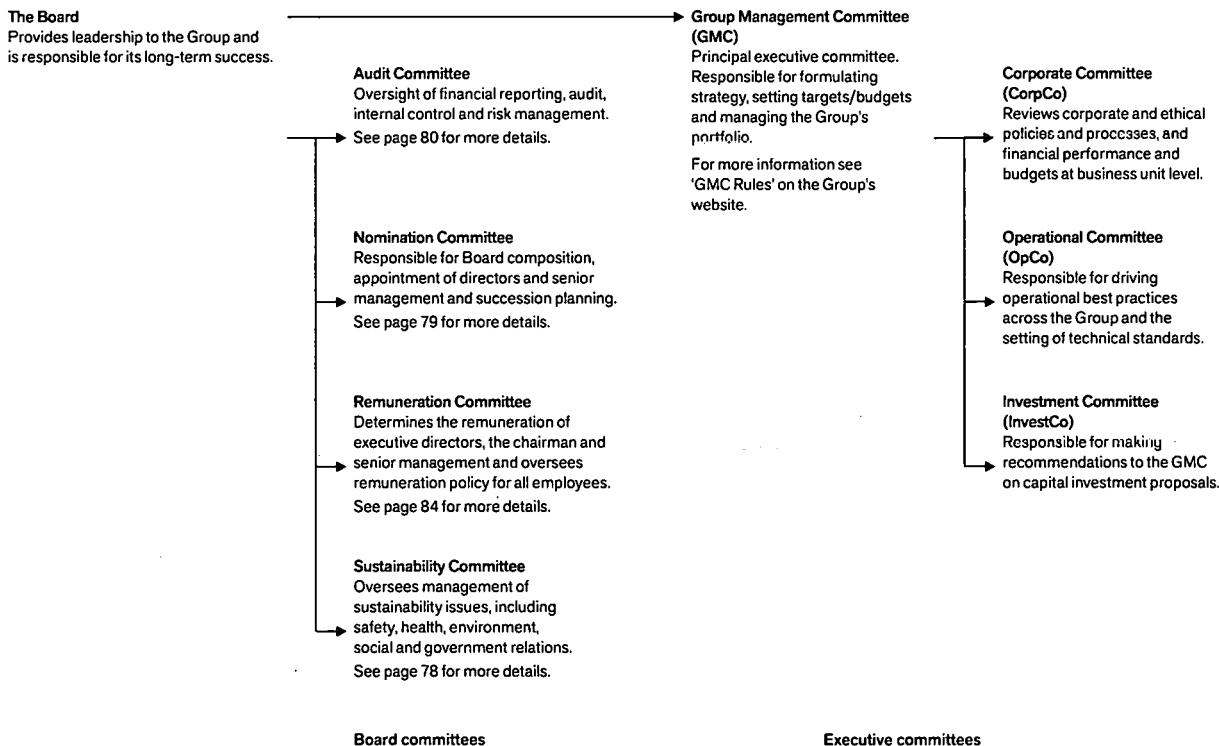 The Board
Provides leadership to the Group and
is responsible for its long-term success.
Audit Committee
Oversight of financial reporting, audit,
internal control and risk management.
See page 80 for more details.
Nomination Committee
Responsible for Board composition,
appointment of directors and senior
management and succession planning.
See page 79 for more details.
Remuneration Committee
Determines the remuneration of
executive directors, the chairman and
senior management and oversees
remuneration policy for all employees.
See page 84 for more details.
Sustainability Committee
Oversees management of
sustainability issues, including
safety, health, environment,
social and government relations.
See page 78 for more details.
Board committees
Group Management Committee
(GMC)
Principal executive committee.
Responsible for formulating
strategy, setting targets/budgets
and managing the Group's
portfolio.
For more information see
'GMC Rules' on the Group's
website.
Corporate Committee
(CorpCo)
Reviews corporate and ethical
policies and processes, and
financial performance and
budgets at business unit level.
Operational Committee
(OpCo)
Responsible for driving
operational best practices
across the Group and the
setting of technical standards.
Investment Committee
(InvestCo)
Responsible for making
recommendations to the GMC
on capital investment proposals.
Executive committees